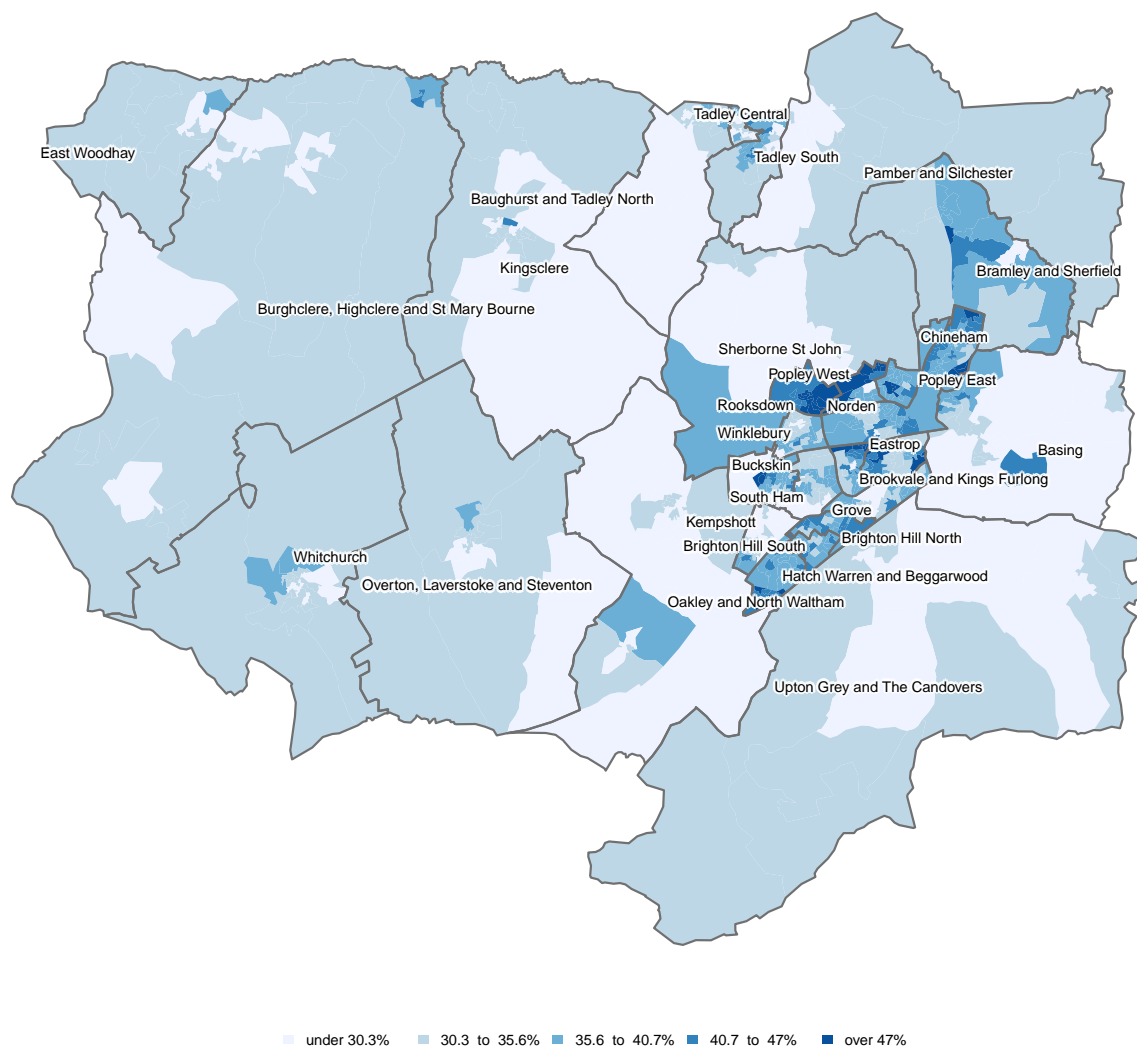 Tadley Central
East Woodhay
Tadley South
Pamber and Silchester
Baughurst and Tadley North
Kingsclere
Bramley and Sherfield
Burghclere, Highclere and St Mary Bourne
Chineham
Sherborne St John
Popley West
Popley East
Rooksdown
Norden
Winklebury
Eastrop
Basing
Buckskin
Brookvale and Kings Furlong
South Ham
Grove
Kempshott
Brighton Hill North
Brighton Hill South
Whitchurch
Hatch Warren and Beggarwood
Overton, Laverstoke and Steventon
Oakley and North Waltham
Upton Grey and The Candovers
under 30.3% 30.3 to 35.6% 35.6 to 40.7% 40.7 to 47% over 47%